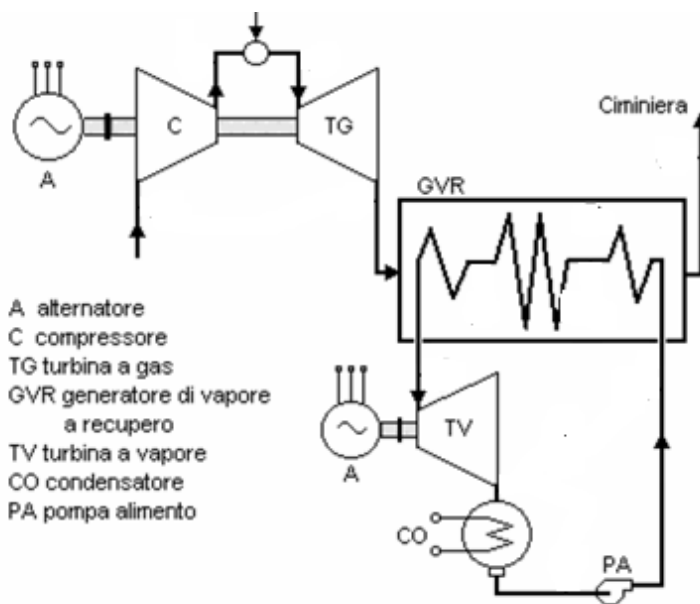 C
TG
A
Ciminiera
GVR
A alternatore
C compressore
TG turbina a gas
GVR generatore di vapore
a recupero
TV turbina a vapore
CO condensatore
PA pompa alimento
TV
A
CO
PA